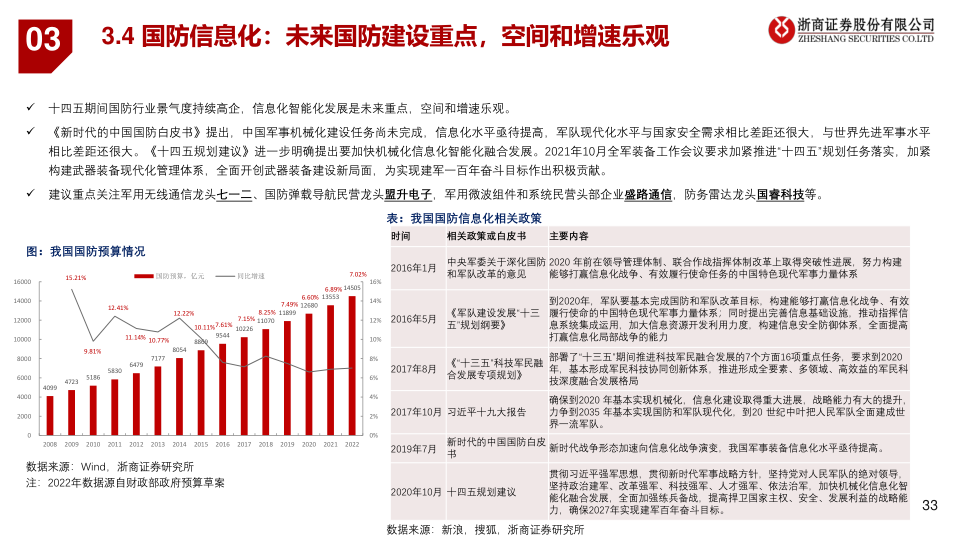 03
3.4 国防信息化：未来国防建设重点，空间和增速乐观
浙商证券股份有限公司
ZHESHANG SECURITIES CO.LTD
✓ 十四五期间国防行业景气度持续高企，信息化智能化发展是未来重点，空间和增速乐观。
✓ 《新时代的中国国防白皮书》提出，中国军事机械化建设任务尚未完成，信息化水平亟待提高，军队现代化水平与国家安全需求相比差距还很大，与世界先进军事水平
相比差距还很大。《十四五规划建议》进一步明确提出要加快机械化信息化智能化融合发展。2021年10月全军装备工作会议要求加紧推进“十四五”规划任务落实，加紧
构建武器装备现代化管理体系，全面开创武器装备建设新局面，为实现建军一百年奋斗目标作出积极贡献。
✓ 建议重点关注军用无线通信龙头七一二、国防弹载导航民营龙头盟升电子，军用微波组件和系统民营头部企业盛路通信，防务雷达龙头国睿科技等。
图：我国国防预算情况
国防预算，亿元 同比增速
16000
14000
12000
10000
8000
6000
4000
2000
0
16%
14%
12%
10%
8%
6%
4%
2%
0%
15.21%
9.81%
12.41%
11.14%
10.77%
12.22%
10.11%
7.61%
7.15%
8.25%
7.49%
6.60%
6.89%
7.02%
4099
4723
5186
5830
6479
7177
8054
8869
9544
10226
11070
11899
12680
13553
14505
2008 2009 2010 2011 2012 2013 2014 2015 2016 2017 2018 2019 2020 2021 2022
数据来源：Wind，浙商证券研究所
注：2022年数据源自财政部政府预算草案
表：我国国防信息化相关政策
时间 相关政策或白皮书 主要内容
2016年1月
中央军委关于深化国防
和军队改革的意见
2020 年前在领导管理体制、联合作战指挥体制改革上取得突破性进展，努力构建
能够打赢信息化战争、有效履行使命任务的中国特色现代军事力量体系
2016年5月
《军队建设发展“十三
五”规划纲要》
到2020年，军队要基本完成国防和军队改革目标，构建能够打赢信息化战争、有效
履行使命的中国特色现代军事力量体系；同时提出完善信息基础设施，推动指挥信
息系统集成运用，加大信息资源开发利用力度，构建信息安全防御体系，全面提高
打赢信息化局部战争的能力
2017年8月
《“十三五”科技军民融
合发展专项规划》
部署了“十三五”期间推进科技军民融合发展的7个方面16项重点任务，要求到2020
年，基本形成军民科技协同创新体系，推进形成全要素、多领域、高效益的军民科
技深度融合发展格局
2017年10月 习近平十九大报告
确保到2020 年基本实现机械化，信息化建设取得重大进展，战略能力有大的提升，
力争到2035 年基本实现国防和军队现代化，到20 世纪中叶把人民军队全面建成世
界一流军队。
2019年7月
新时代的中国国防白皮
书
新时代战争形态加速向信息化战争演变，我国军事装备信息化水平亟待提高。
2020年10月 十四五规划建议
贯彻习近平强军思想，贯彻新时代军事战略方针，坚持党对人民军队的绝对领导，
坚持政治建军、改革强军、科技强军、人才强军、依法治军，加快机械化信息化智
能化融合发展，全面加强练兵备战，提高捍卫国家主权、安全、发展利益的战略能
力，确保2027年实现建军百年奋斗目标。
数据来源：新浪，搜狐，浙商证券研究所
33